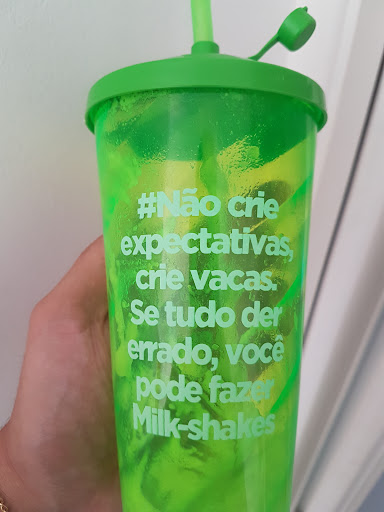 #Não crie
expectativas,
crie vacas.
Se tudo der
errado, você
pode fazer
Milk-shakes